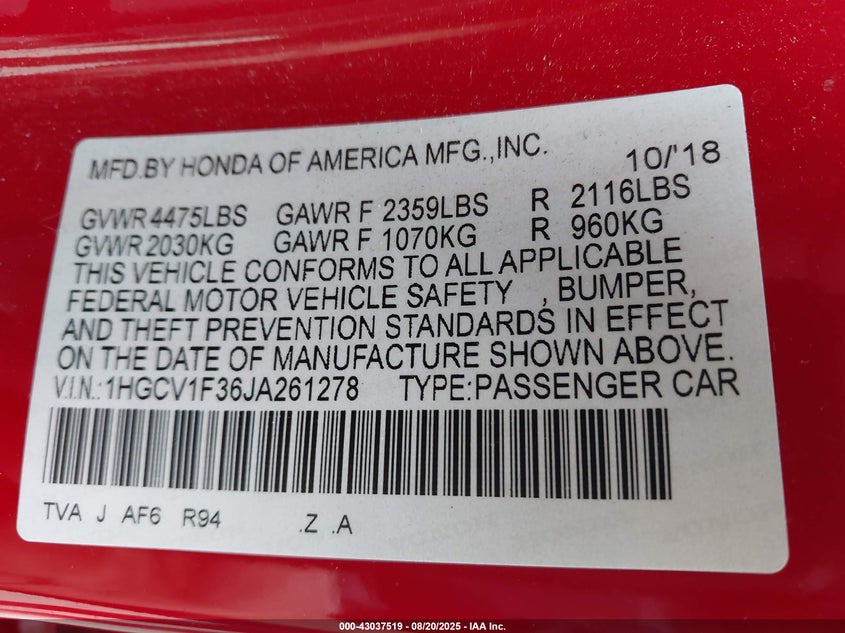 MFD.BY HONDA OF AMERICA MFG.,INC. 10/'18
GVWR 4475LBS GAWR F 2359LBS R 2116LBS
GVWR 2030KG GAWR F 1070KG R 960KG
THIS VEHICLE CONFORMS TO ALL APPLICABLE
FEDERAL MOTOR VEHICLE SAFETY , BUMPER,
AND THEFT PREVENTION STANDARDS IN EFFECT
ON THE DATE OF MANUFACTURE SHOWN ABOVE.
V.I.N.:1HGCV1F36JA261278 TYPE:PASSENGER CAR
TVA J AF6 R94 .Z .A
000-43037519 - 08/20/2025 - IAA Inc.